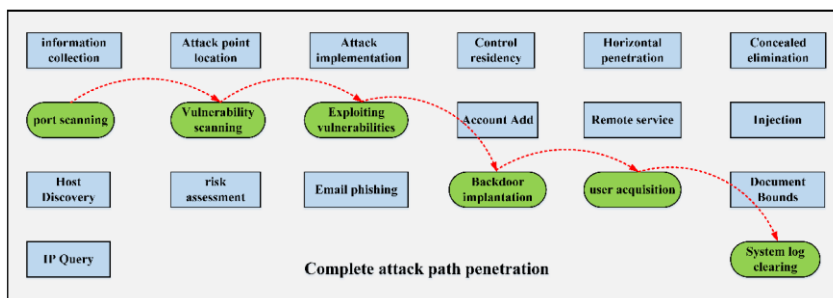 information
collection
Attack point
location
Attack
implementation
Control
residency
Horizontal
penetration
Concealed
elimination
port scanning
Vulnerability
scanning
Exploiting
vulnerabilities
Account Add
Remote service
Injection
Host
Discovery
risk
assessment
Email phishing
Backdoor
implantation
user acquisition
Document
Bounds
IP Query
Complete attack path penetration
System log
clearing